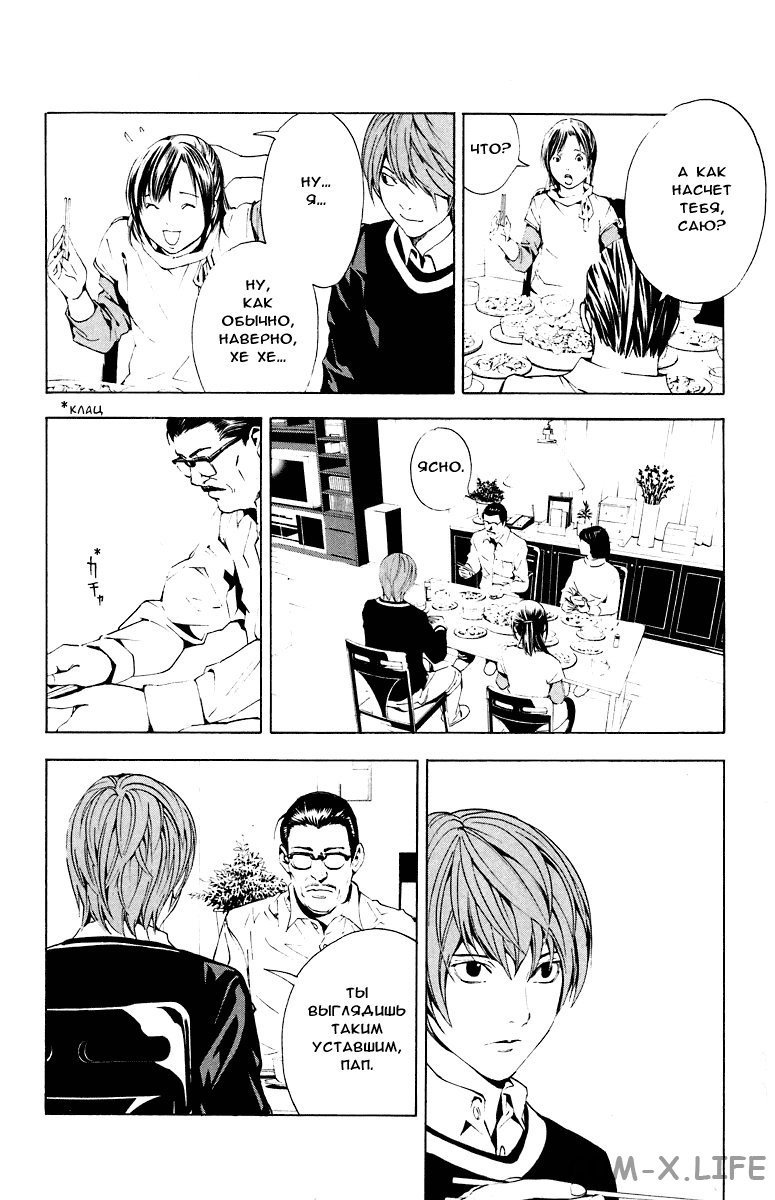 А КАК
НАСЧЕТ
ТЕБЯ,
САЮ?
ЧТО?
НУ...
Я...
НУ,
КАК
ОБЫЧНО,
НАВЕРНО,
ХЕ ХЕ...
ЯСНО.
*КЛАЦ
*
カチャ
ТЫ
ВЫГЛЯДИШЬ
ТАКИМ
УСТАВШИМ,
ПАП.
M-X.LIFE